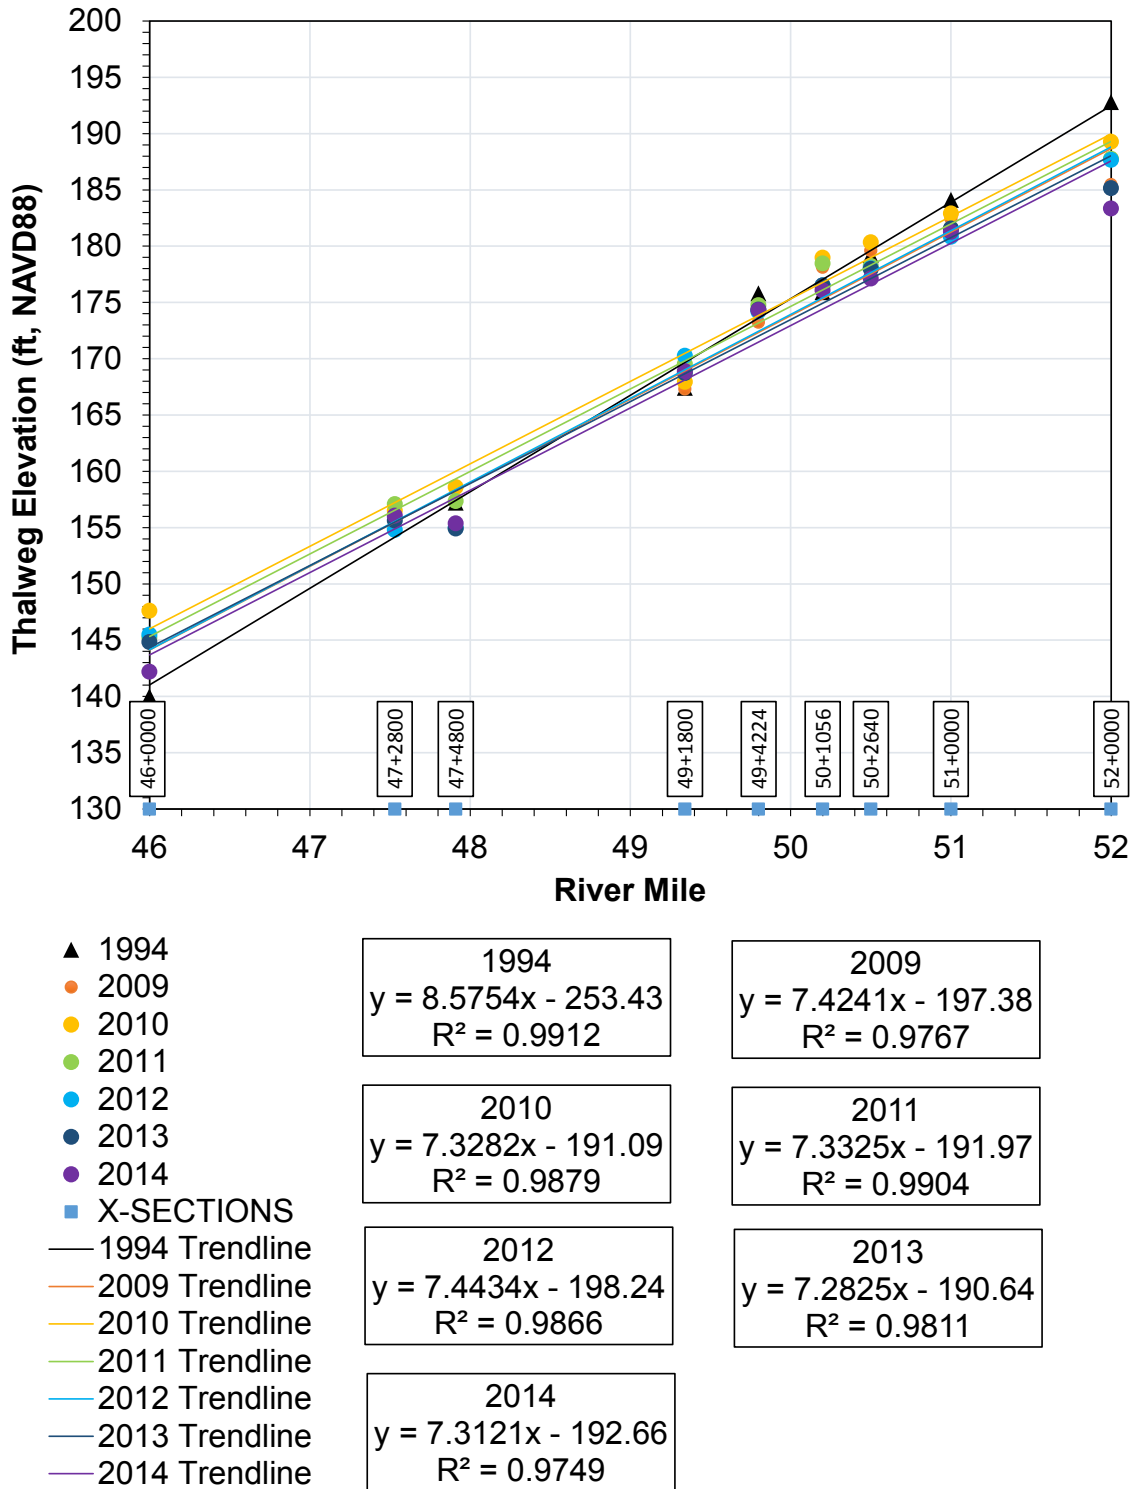 200
195
190
185
180
175
170
165
160
155
150
145
140
135
130
Thalweg Elevation (ft, NAVD88)
46+0000
47+2800
47+4800
49+1800
49+4224
50+1056
50+2640
51+0000
52+0000
46 47 48 49 50 51 52
River Mile
1994
2009
2010
2011
2012
2013
2014
X-SECTIONS
1994 Trendline
2009 Trendline
2010 Trendline
2011 Trendline
2012 Trendline
2013 Trendline
2014 Trendline
1994
y = 8.5754x - 253.43
R² = 0.9912
2009
y = 7.4241x - 197.38
R² = 0.9767
2010
y = 7.3282x - 191.09
R² = 0.9879
2011
y = 7.3325x - 191.97
R² = 0.9904
2012
y = 7.4434x - 198.24
R² = 0.9866
2013
y = 7.2825x - 190.64
R² = 0.9811
2014
y = 7.3121x - 192.66
R² = 0.9749